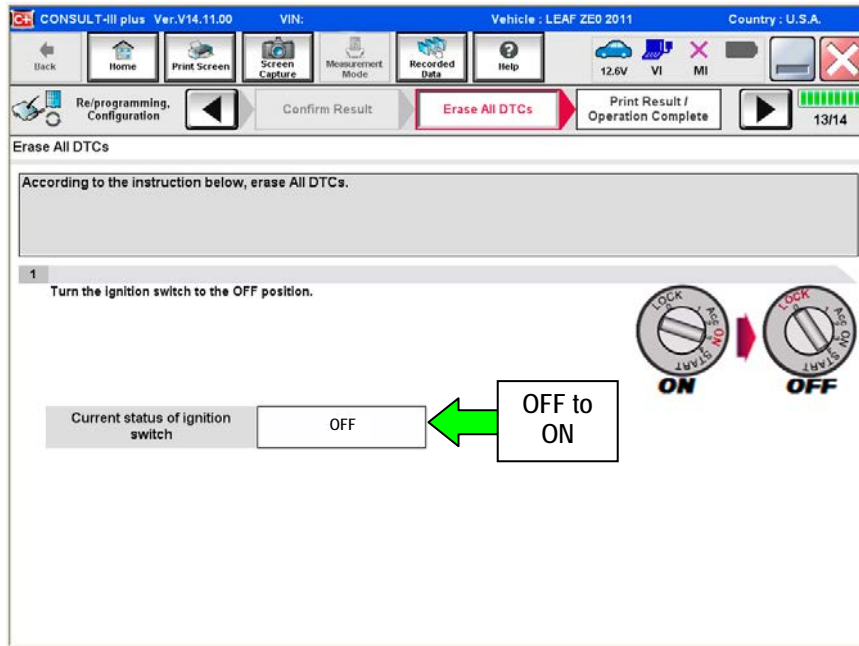 C+ CONSULT-III plus Ver.V14.11.00 VIN: Vehicle : LEAF ZE0 2011 Country : U.S.A.
Back
Home
Print Screen
Screen
Capture
Measurement
Mode
Recorded
Data
Help
12.6V VI MI
Re/programming,
Configuration
Confirm Result
Erase All DTCs
Print Result /
Operation Complete
13/14
Erase All DTCs
According to the instruction below, erase All DTCs.
1
Turn the ignition switch to the OFF position.
LOCK 0 Acc 1 ON 2 START
ON
LOCK 0 Acc ON START
OFF
Current status of ignition
switch
OFF
OFF to
ON